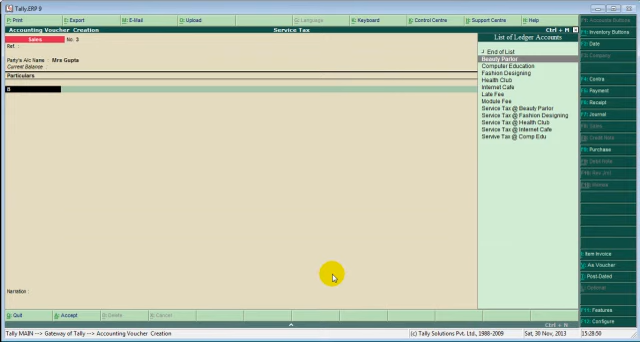 Tally.ERP 9
P: Print E: Export M: E-Mail O: Upload G: Language K: Keyboard K: Control Centre H: Support Centre H: Help
Accounting Voucher Creation Service Tax Ctrl + M
Sales No. 3
Ref. :
Party's A/c Name : Mrs Gupta
Current Balance :
Particulars
B
List of Ledger Accounts
End of List
Beauty Parlor
Computer Education
Fashion Designing
Health Club
Internet Cafe
Late Fee
Module Fee
Service Tax @ Beauty Parlor
Service Tax @ Fashion Designing
Service Tax @ Health Club
Service Tax @ Internet Cafe
Servive Tax @ Comp Edu
F1: Accounts Buttons
F1: Inventory Buttons
F2: Date
F3: Company
F4: Contra
F5: Payment
F6: Receipt
F7: Journal
F8: Sales
F8: Credit Note
F9: Purchase
F9: Debit Note
F10: Rev Jrnl
F10: Memos
I: Item Invoice
V: As Voucher
T: Post-Dated
L: Optional
F11: Features
F12: Configure
Narration :
Q: Quit A: Accept D: Delete X: Cancel
Ctrl + N
Tally MAIN --> Gateway of Tally --> Accounting Voucher Creation (c) Tally Solutions Pvt. Ltd., 1988-2009 Sat, 30 Nov, 2013 15:28:50